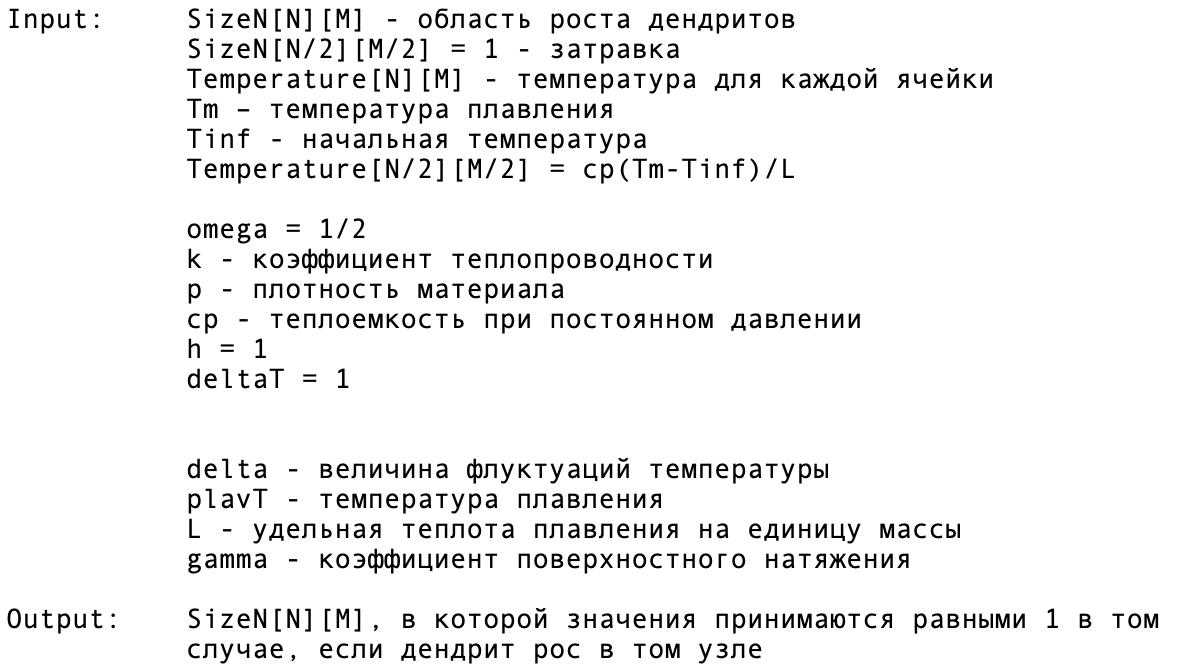 Input: SizeN[N][M] - область роста дендритов
SizeN[N/2][M/2] = 1 - затравка
Temperature[N][M] - температура для каждой ячейки
Tm – температура плавления
Tinf - начальная температура
Temperature[N/2][M/2] = cp(Tm-Tinf)/L
omega = 1/2
k - коэффициент теплопроводности
p - плотность материала
cp - теплоемкость при постоянном давлении
h = 1
deltaT = 1
delta - величина флуктуаций температуры
plavT - температура плавления
L - удельная теплота плавления на единицу массы
gamma - коэффициент поверхностного натяжения
Output: SizeN[N][M], в которой значения принимаются равными 1 в том
случае, если дендрит рос в том узле